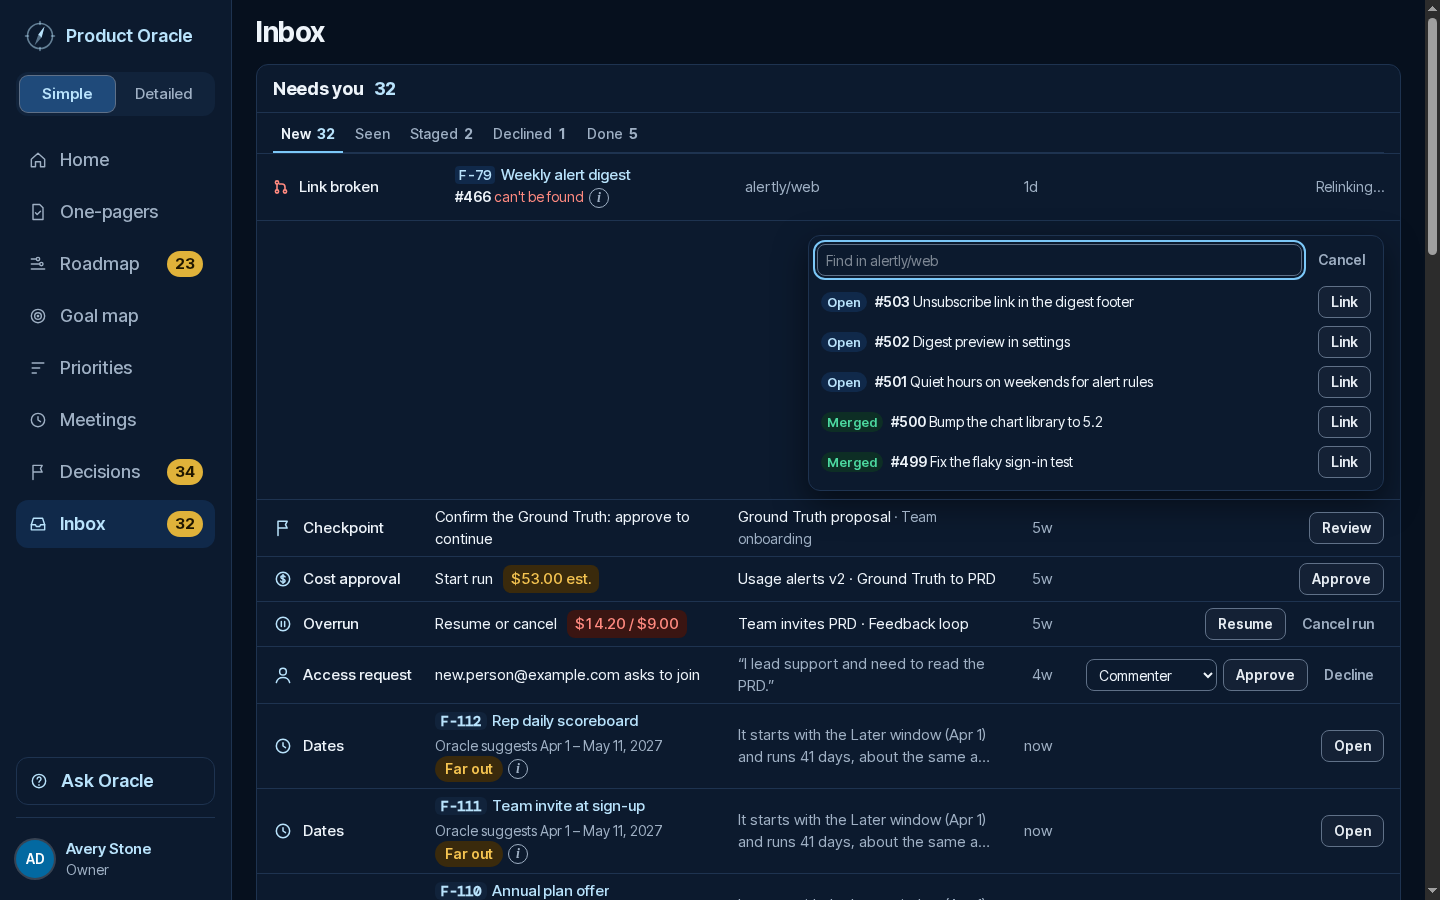 Product Oracle
Simple Detailed
Home
One-pagers
Roadmap 23
Goal map
Priorities
Meetings
Decisions 34
Inbox 32
Ask Oracle
AD
Avery Stone
Owner
Inbox
Needs you 32
New 32 Seen Staged 2 Declined 1 Done 5
Link broken
F-79 Weekly alert digest
#466 can't be found i
alertly/web
1d
Relinking…
Find in alertly/web Cancel
Open #503 Unsubscribe link in the digest footer Link
Open #502 Digest preview in settings Link
Open #501 Quiet hours on weekends for alert rules Link
Merged #500 Bump the chart library to 5.2 Link
Merged #499 Fix the flaky sign-in test Link
Checkpoint
Confirm the Ground Truth: approve to
continue
Ground Truth proposal · Team
onboarding
5w
Review
Cost approval Start run $53.00 est. Usage alerts v2 · Ground Truth to PRD 5w Approve
Overrun Resume or cancel $14.20 / $9.00 Team invites PRD · Feedback loop 5w Resume Cancel run
Access request new.person@example.com asks to join
“I lead support and need to read the
PRD.”
4w Commenter Approve Decline
Dates
F-112 Rep daily scoreboard
Oracle suggests Apr 1 – May 11, 2027
Far out i
It starts with the Later window (Apr 1)
and runs 41 days, about the same a…
now
Open
Dates
F-111 Team invite at sign-up
Oracle suggests Apr 1 – May 11, 2027
Far out i
It starts with the Later window (Apr 1)
and runs 41 days, about the same a…
now
Open
F-110 Annual plan offer